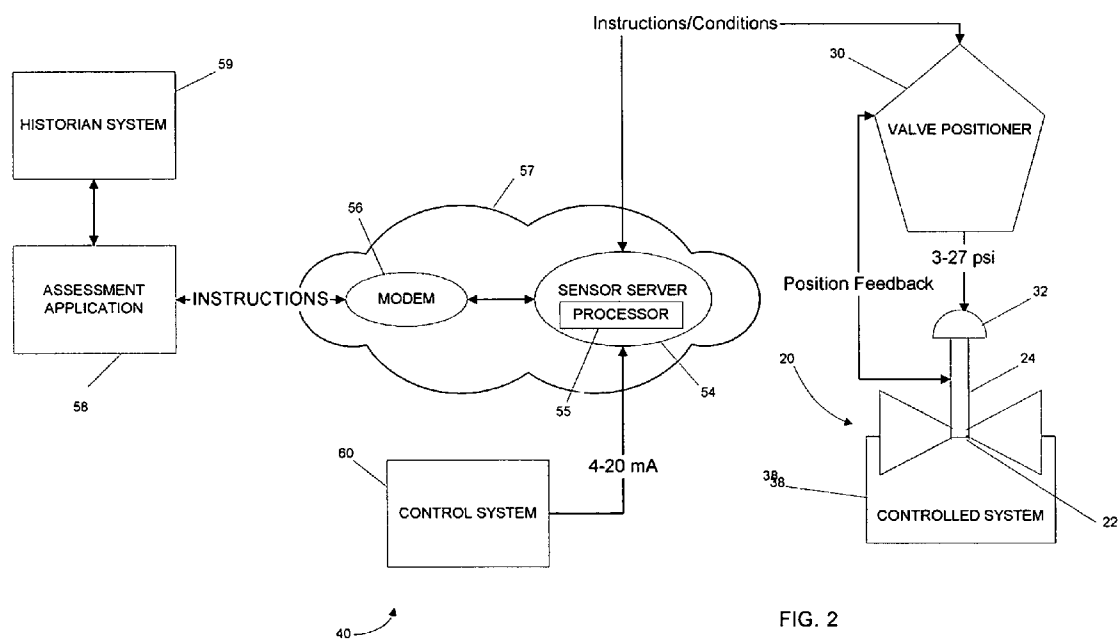 Instructions/Conditions
30
VALVE POSITIONER
59
HISTORIAN SYSTEM
57
56
MODEM
SENSOR SERVER
PROCESSOR
ASSESSMENT
APPLICATION
INSTRUCTIONS
3-27 psi
Position Feedback
32
24
20
58
55
54
60
CONTROL SYSTEM
4-20 mA
38
38
CONTROLLED SYSTEM
22
40
FIG. 2